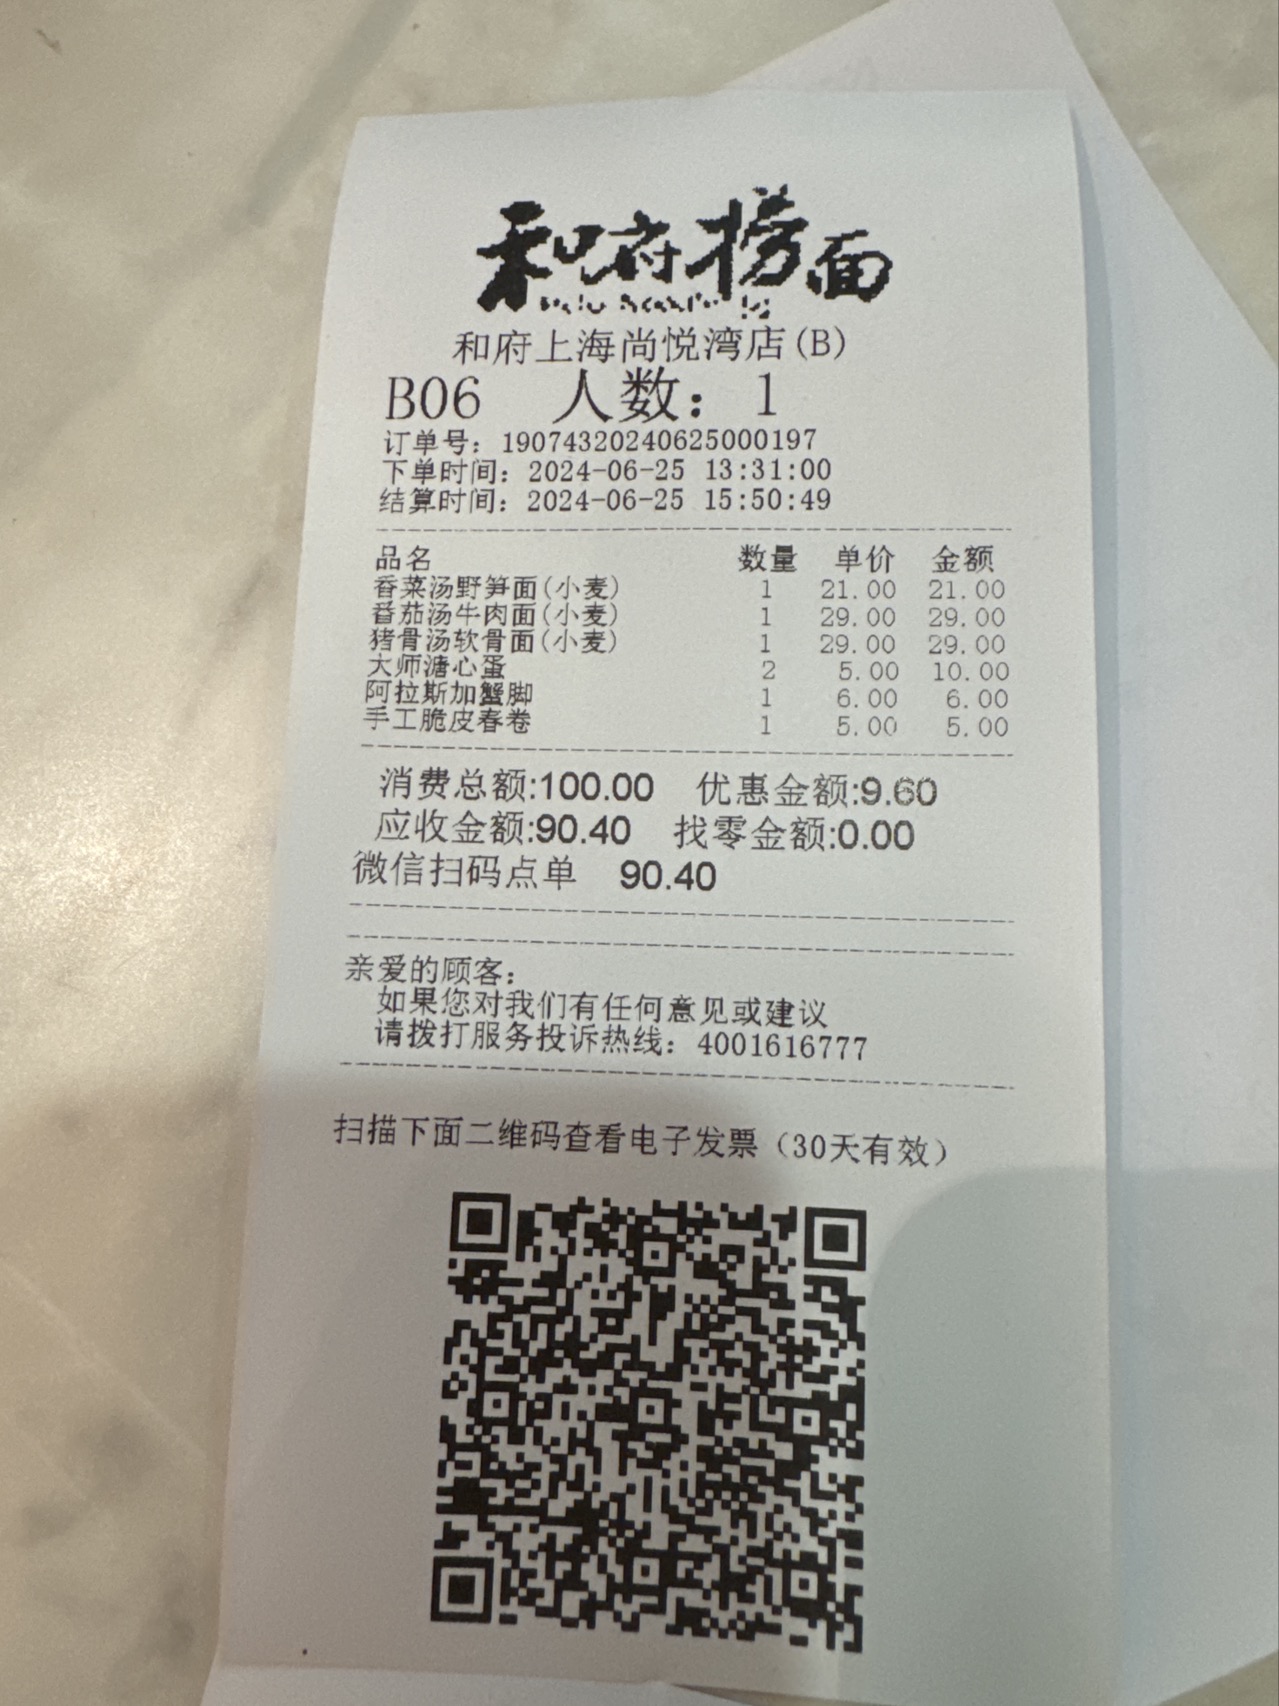 和府捞面
和府上海尚悦湾店(B)
B06 人数：1
订单号：19074320240625000197
下单时间：2024-06-25 13:31:00
结算时间：2024-06-25 15:50:49
品名 数量 单价 金额
香菜汤野笋面(小麦) 1 21.00 21.00
番茄汤牛肉面(小麦) 1 29.00 29.00
猪骨汤软骨面(小麦) 1 29.00 29.00
大师溏心蛋 2 5.00 10.00
阿拉斯加蟹脚 1 6.00 6.00
手工脆皮春卷 1 5.00 5.00
消费总额:100.00 优惠金额:9.60
应收金额:90.40 找零金额:0.00
微信扫码点单 90.40
亲爱的顾客：
如果您对我们有任何意见或建议
请拨打服务投诉热线：4001616777
扫描下面二维码查看电子发票（30天有效）